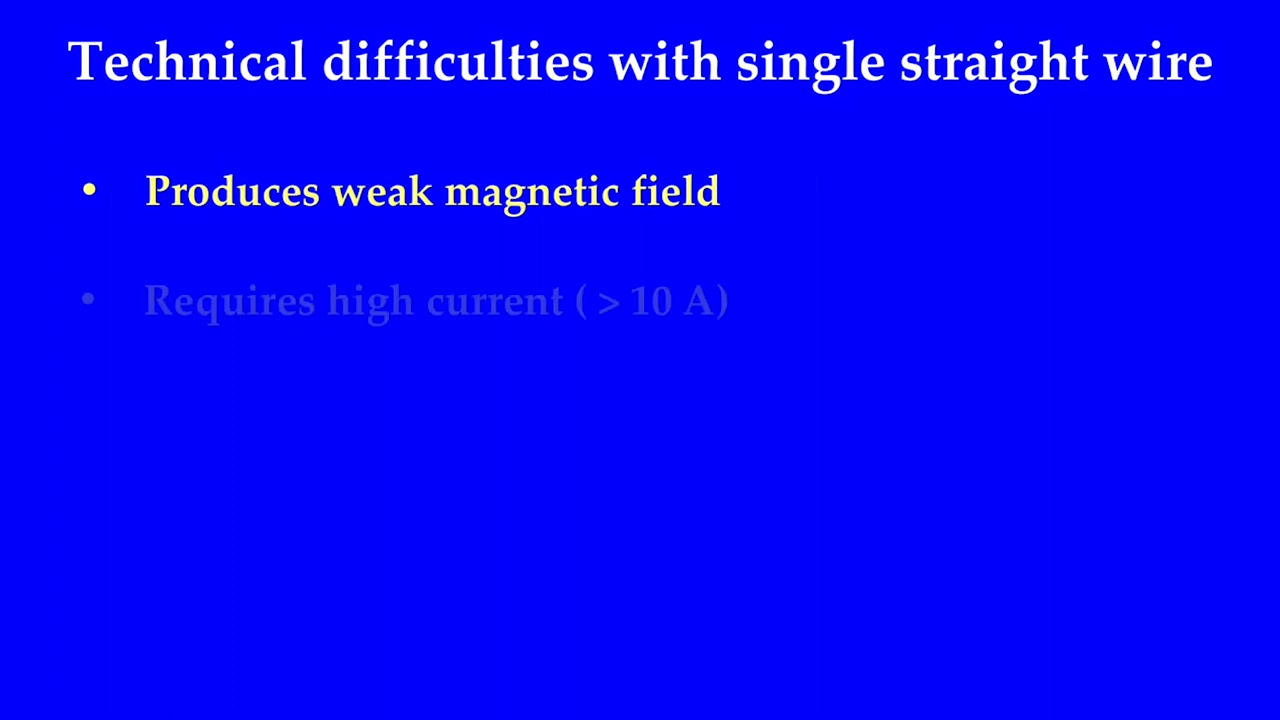 Technical difficulties with single straight wire
• Produces weak magnetic field
• Requires high current ( > 10 A)